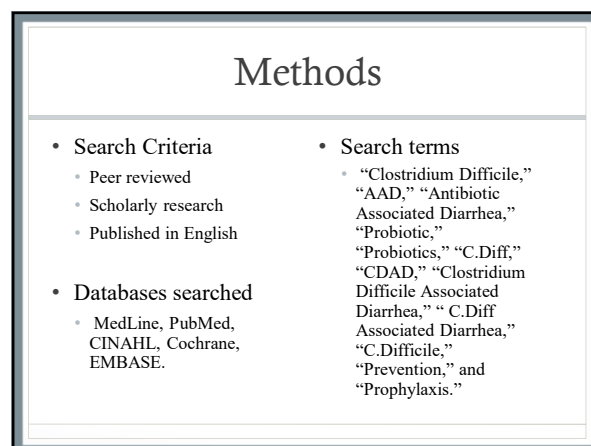 Methods
• Search Criteria
• Peer reviewed
• Scholarly research
• Published in English
• Databases searched
• MedLine, PubMed,
CINAHL, Cochrane,
EMBASE.
• Search terms
• “Clostridium Difficile,”
“AAD,” “Antibiotic
Associated Diarrhea,”
“Probiotic,”
“Probiotics,” “C.Diff,”
“CDAD,” “Clostridium
Difficile Associated
Diarrhea,” “ C.Diff
Associated Diarrhea,”
“C.Difficile,”
“Prevention,” and
“Prophylaxis.”